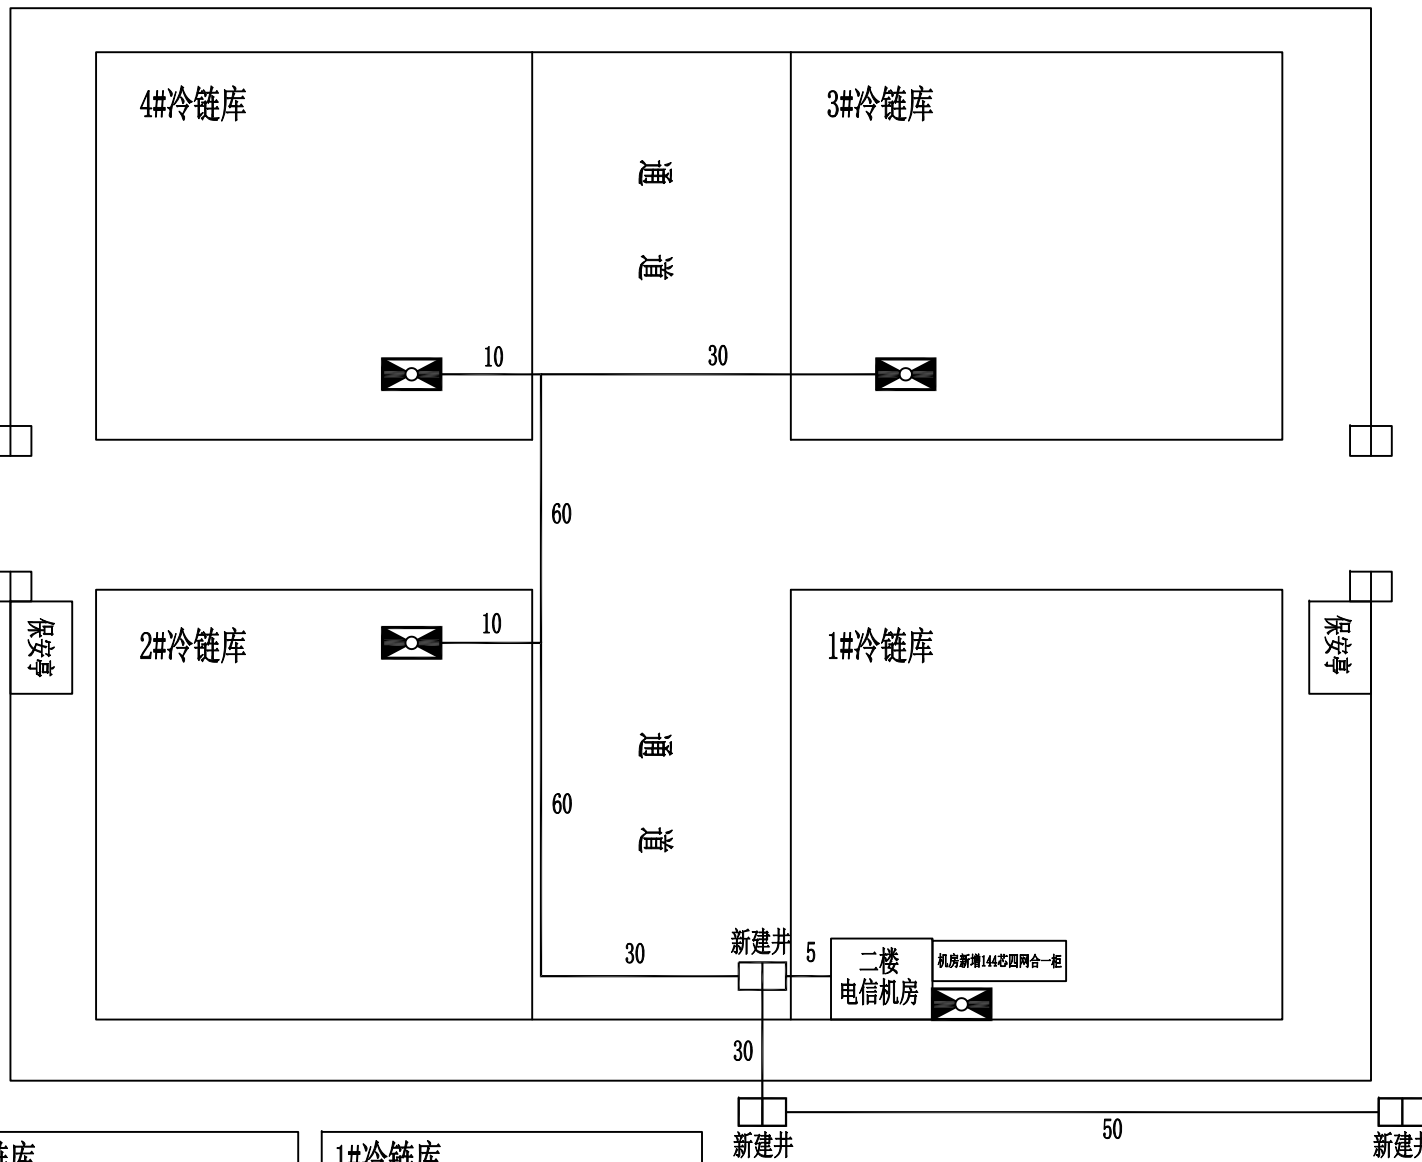 4#冷链库
3#冷链库
通
道
10
30
60
2#冷链库
10
1#冷链库
保安亭
保安亭
通
道
60
30
新建井
5
二楼
电信机房
机房新增144芯四网合一柜
30
50
新建井
新建井
链库
1#冷链库